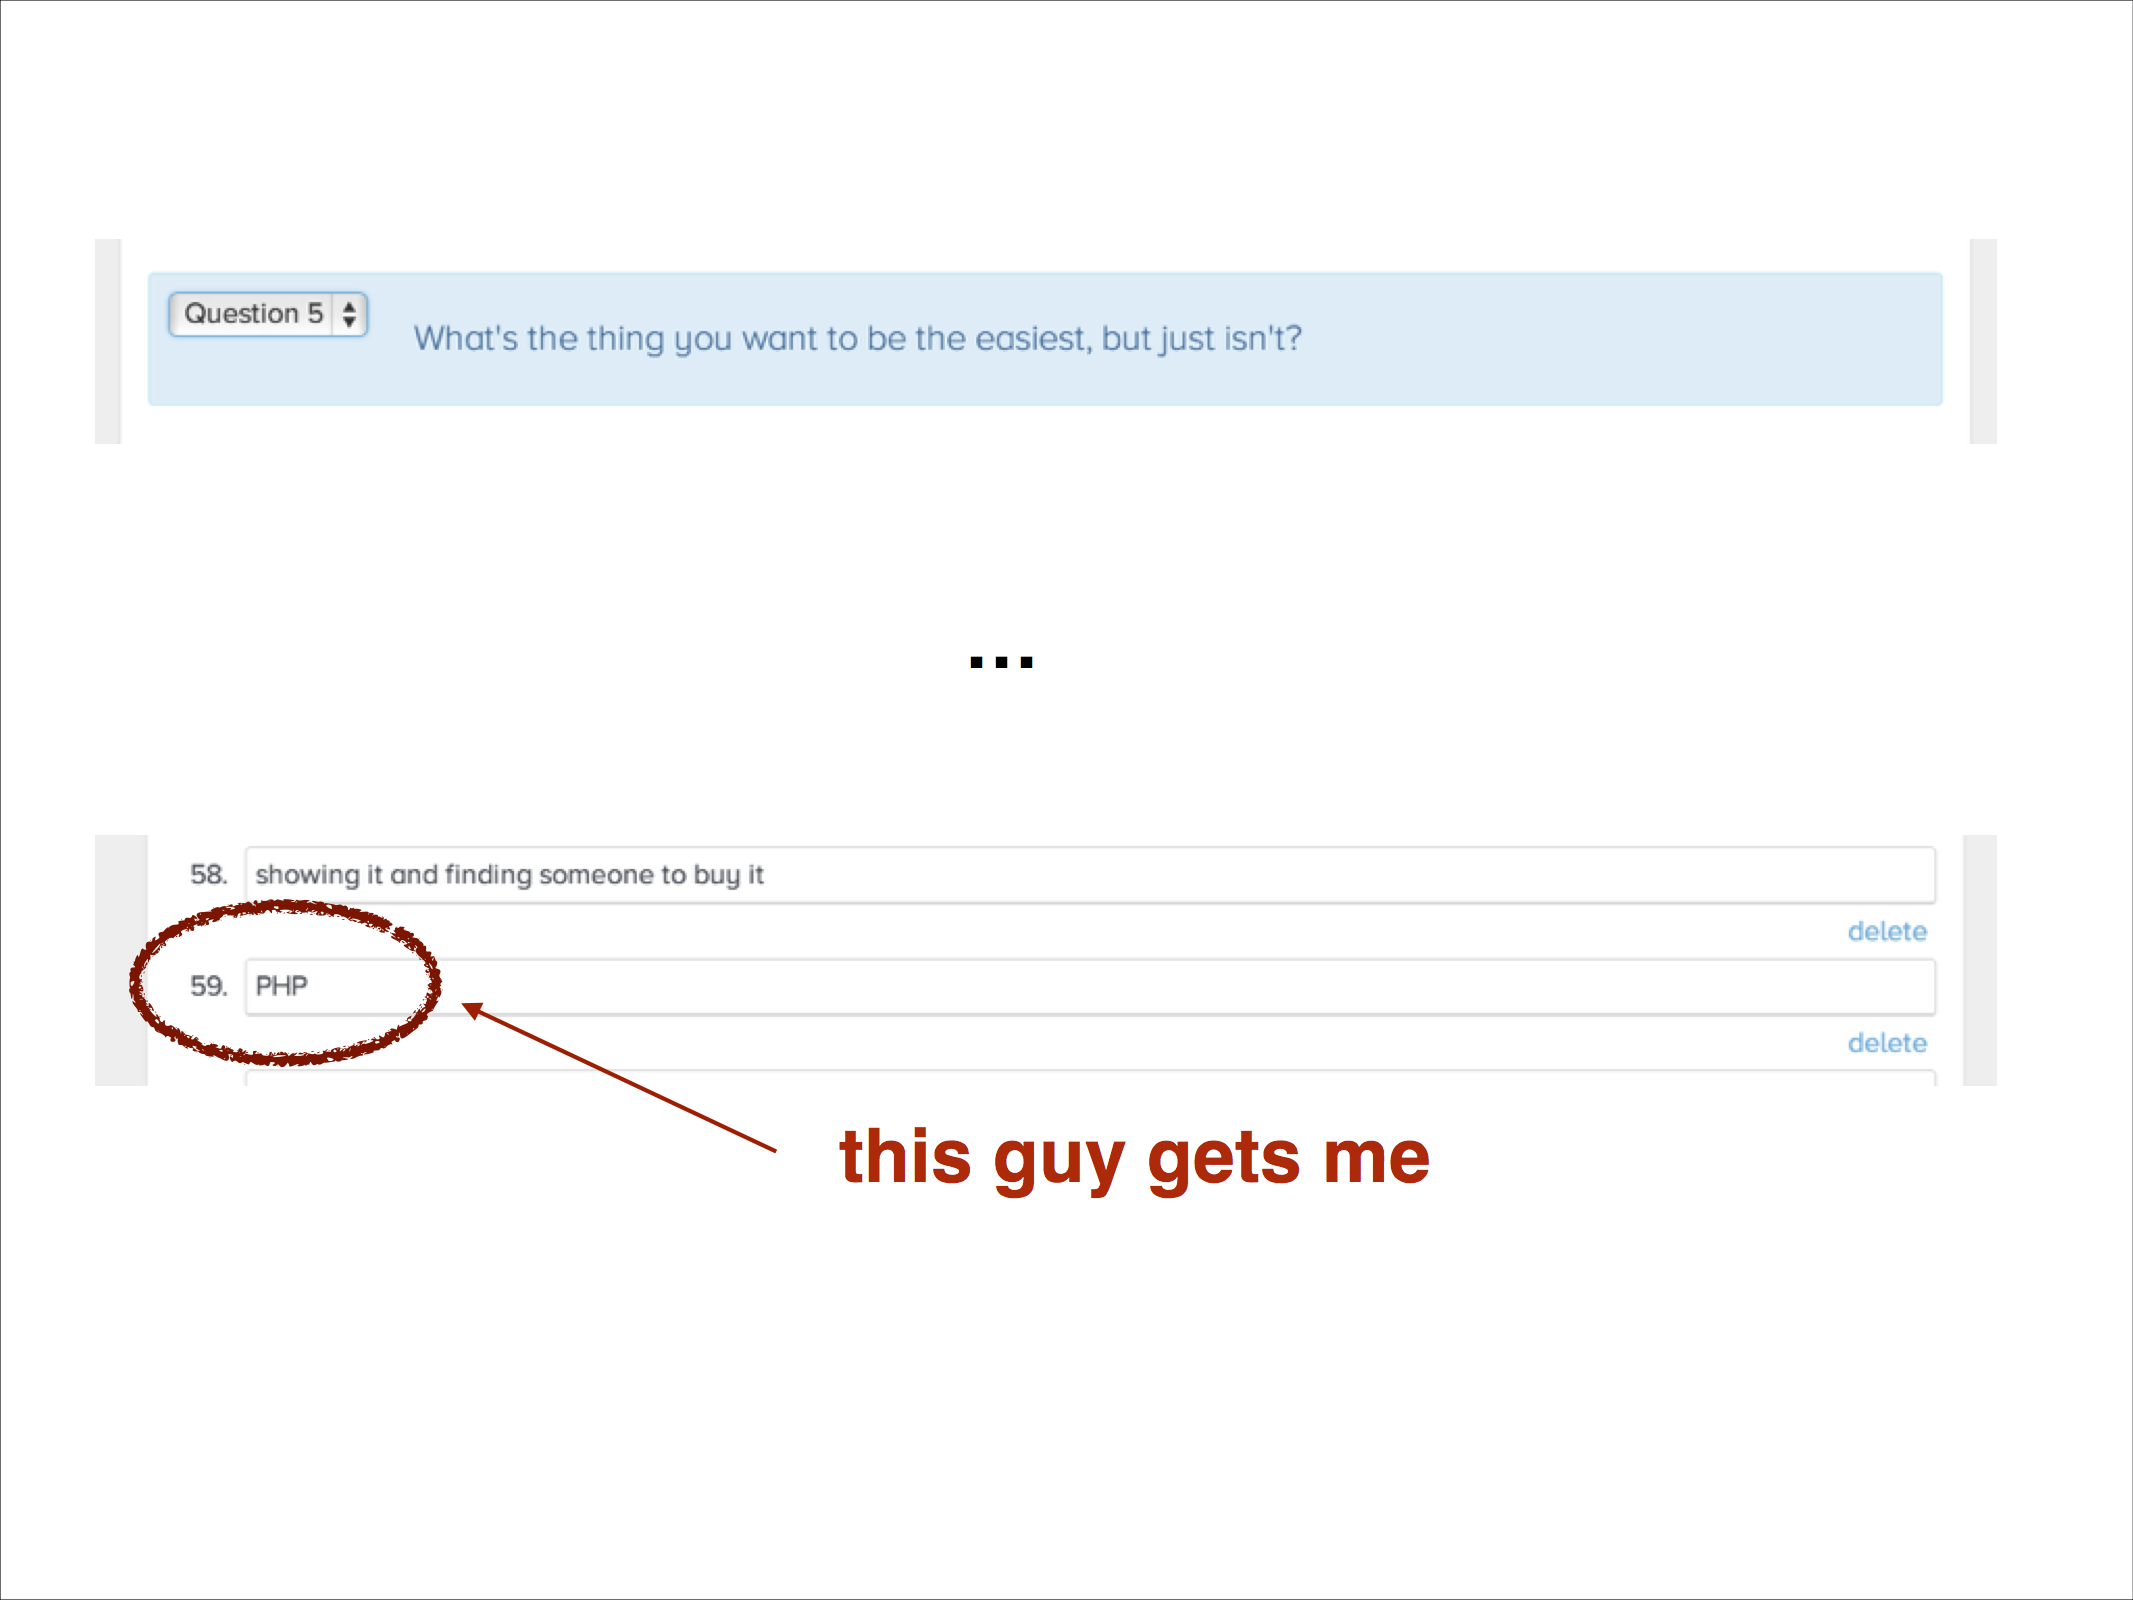 Question 5
What's the thing you want to be the easiest, but just isn't?
...
58. showing it and finding someone to buy it
delete
59. PHP
delete
this guy gets me